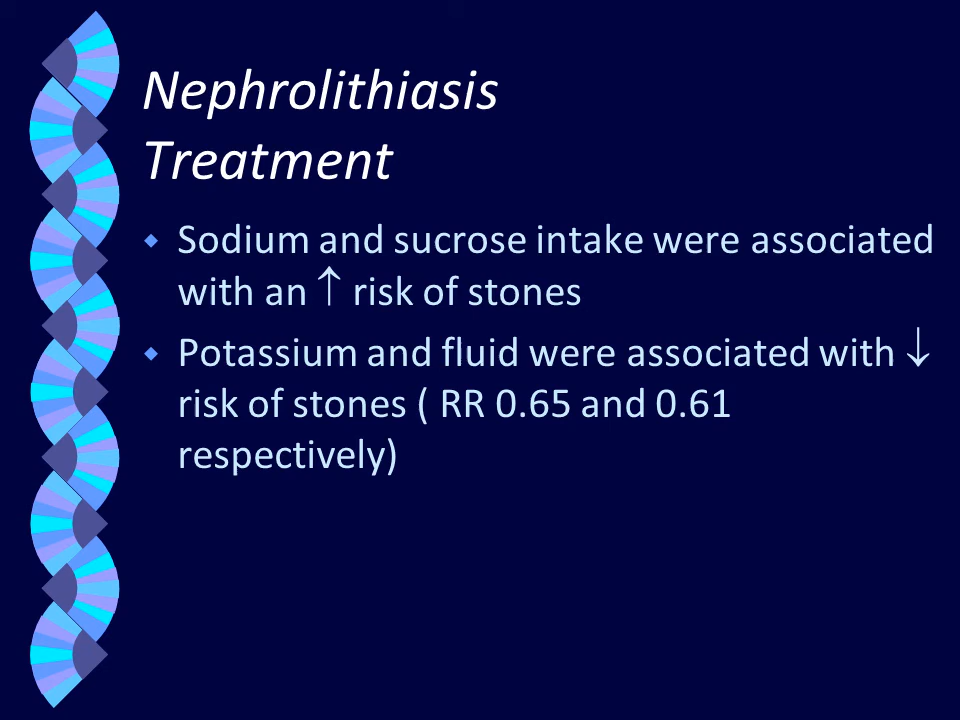 Nephrolithiasis
Treatment
Sodium and sucrose intake were associated
with an ↑ risk of stones
Potassium and fluid were associated with ↓
risk of stones ( RR 0.65 and 0.61
respectively)